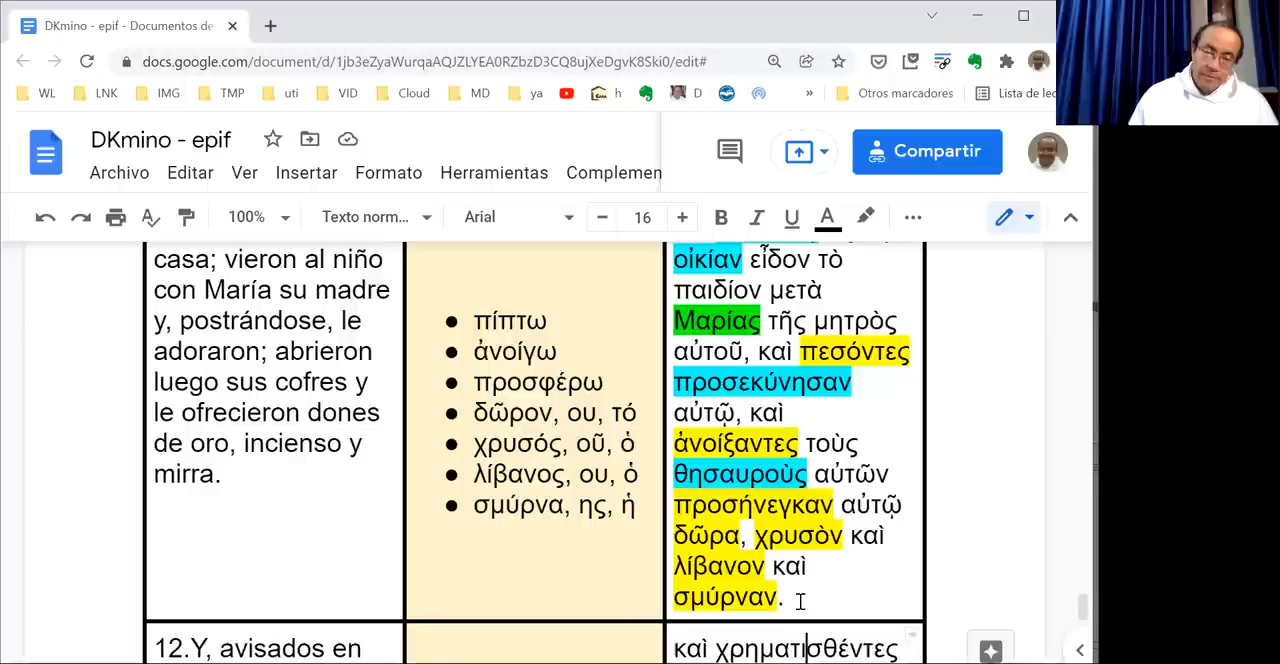 DKmino - epif - Documentos de
docs.google.com/document/d/1jb3eZyaWurqaAQJZLYEA0RZbzD3CQ8ujXeDgvK8Ski0/edit#
WL LNK IMG TMP uti VID Cloud MD ya h D » Otros marcadores Lista de lec
DKmino - epif
Compartir
Archivo Editar Ver Insertar Formato Herramientas Complemen
100% Texto norm... Arial 16 B I U A
casa; vieron al niño
con María su madre
y, postrándose, le
adoraron; abrieron
luego sus cofres y
le ofrecieron dones
de oro, incienso y
mirra.
● πίπτω
● ἀνοίγω
● προσφέρω
● δῶρον, ου, τό
● χρυσός, οῦ, ὁ
● λίβανος, ου, ὁ
● σμύρνα, ης, ἡ
οἰκίαν εἶδον τὸ
παιδίον μετὰ
Μαρίας τῆς μητρὸς
αὐτοῦ, καὶ πεσόντες
προσεκύνησαν
αὐτῷ, καὶ
ἀνοίξαντες τοὺς
θησαυροὺς αὐτῶν
προσήνεγκαν αὐτῷ
δῶρα, χρυσὸν καὶ
λίβανον καὶ
σμύρναν.
12.Y, avisados en
καὶ χρηματισθέντες